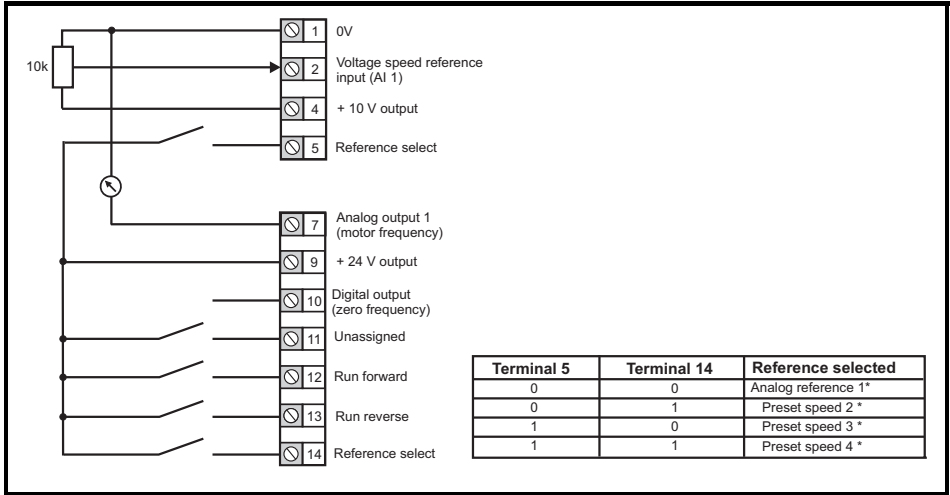 1 0V
10k
2 Voltage speed reference
input (AI 1)
4 + 10 V output
5 Reference select
7 Analog output 1
(motor frequency)
9 + 24 V output
10 Digital output
(zero frequency)
11 Unassigned
12 Run forward
13 Run reverse
14 Reference select
Terminal 5 Terminal 14 Reference selected
0 0 Analog reference 1*
0 1 Preset speed 2 *
1 0 Preset speed 3 *
1 1 Preset speed 4 *